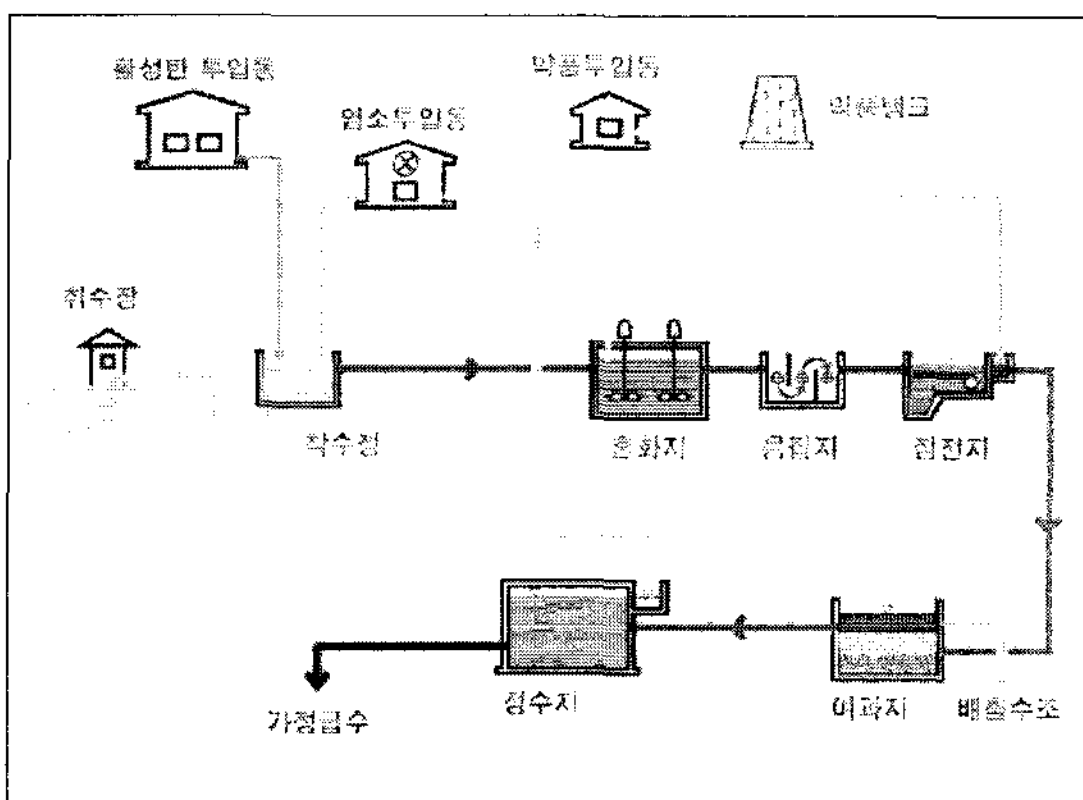 활성탄 투입동
염소투입동
약품투입동
취수장
착수정
혼화지
응집지
침전지
정수지
여과지
배출수조
가정급수